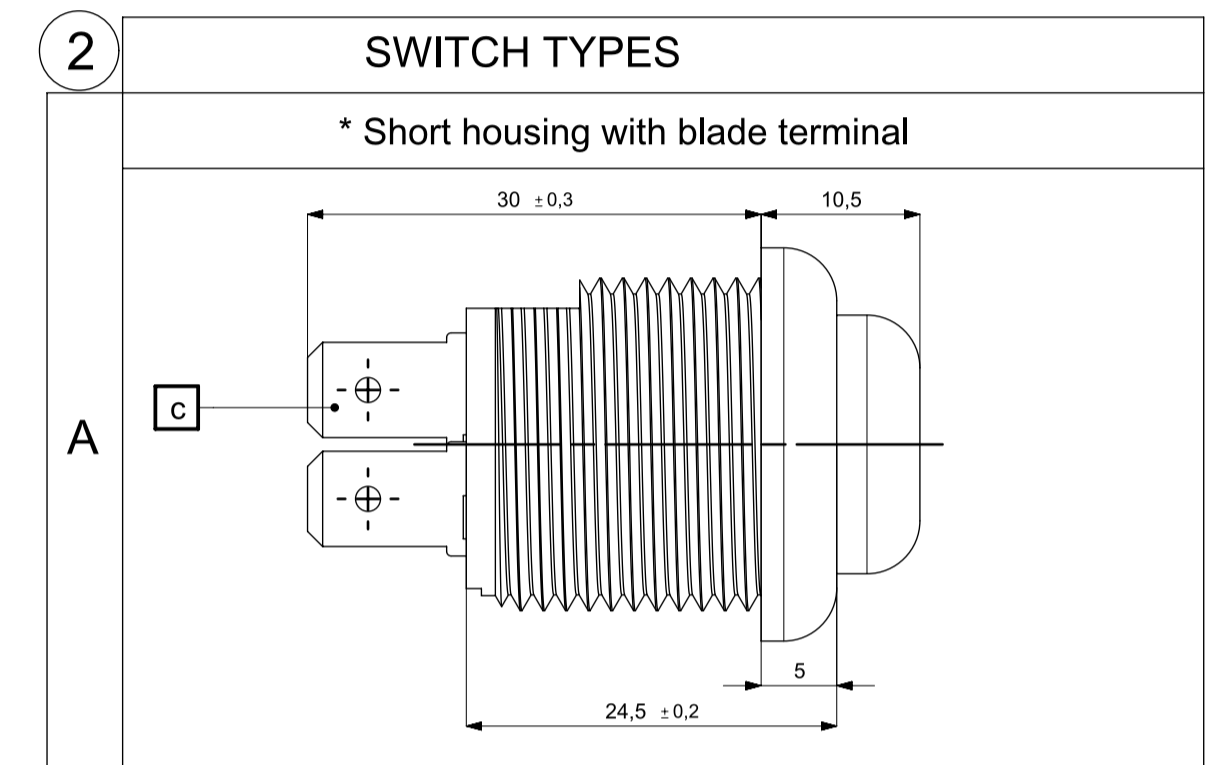 2
SWITCH TYPES
* Short housing with blade terminal
30 ±0,3
10,5
c
A
5
24,5 ±0,2